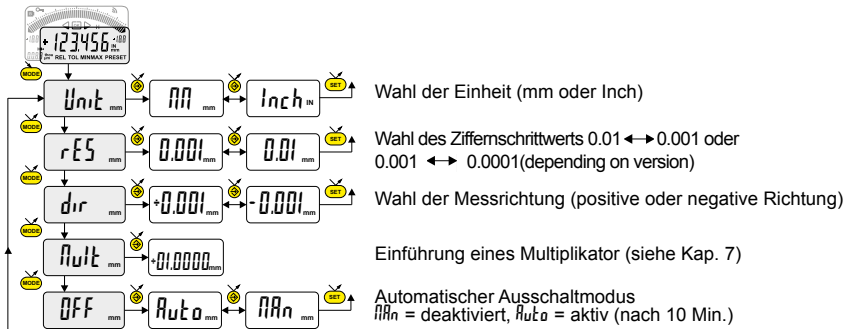 + 123.456 IN mm
REL TOL MINMAX PRESET
MODE
Unit mm MM mm Inch IN SET Wahl der Einheit (mm oder Inch)
MODE
rES mm 0.001 mm 0.01 mm SET Wahl des Ziffernschrittwerts 0.01 ↔ 0.001 oder
0.001 ↔ 0.0001(depending on version)
MODE
dir mm +0.001 mm -0.001 mm SET Wahl der Messrichtung (positive oder negative Richtung)
MODE
Mult mm +01.0000 mm Einführung eines Multiplikator (siehe Kap. 7)
MODE
OFF mm Auto mm MAn mm SET Automatischer Ausschaltmodus
MAn = deaktiviert, Auto = aktiv (nach 10 Min.)